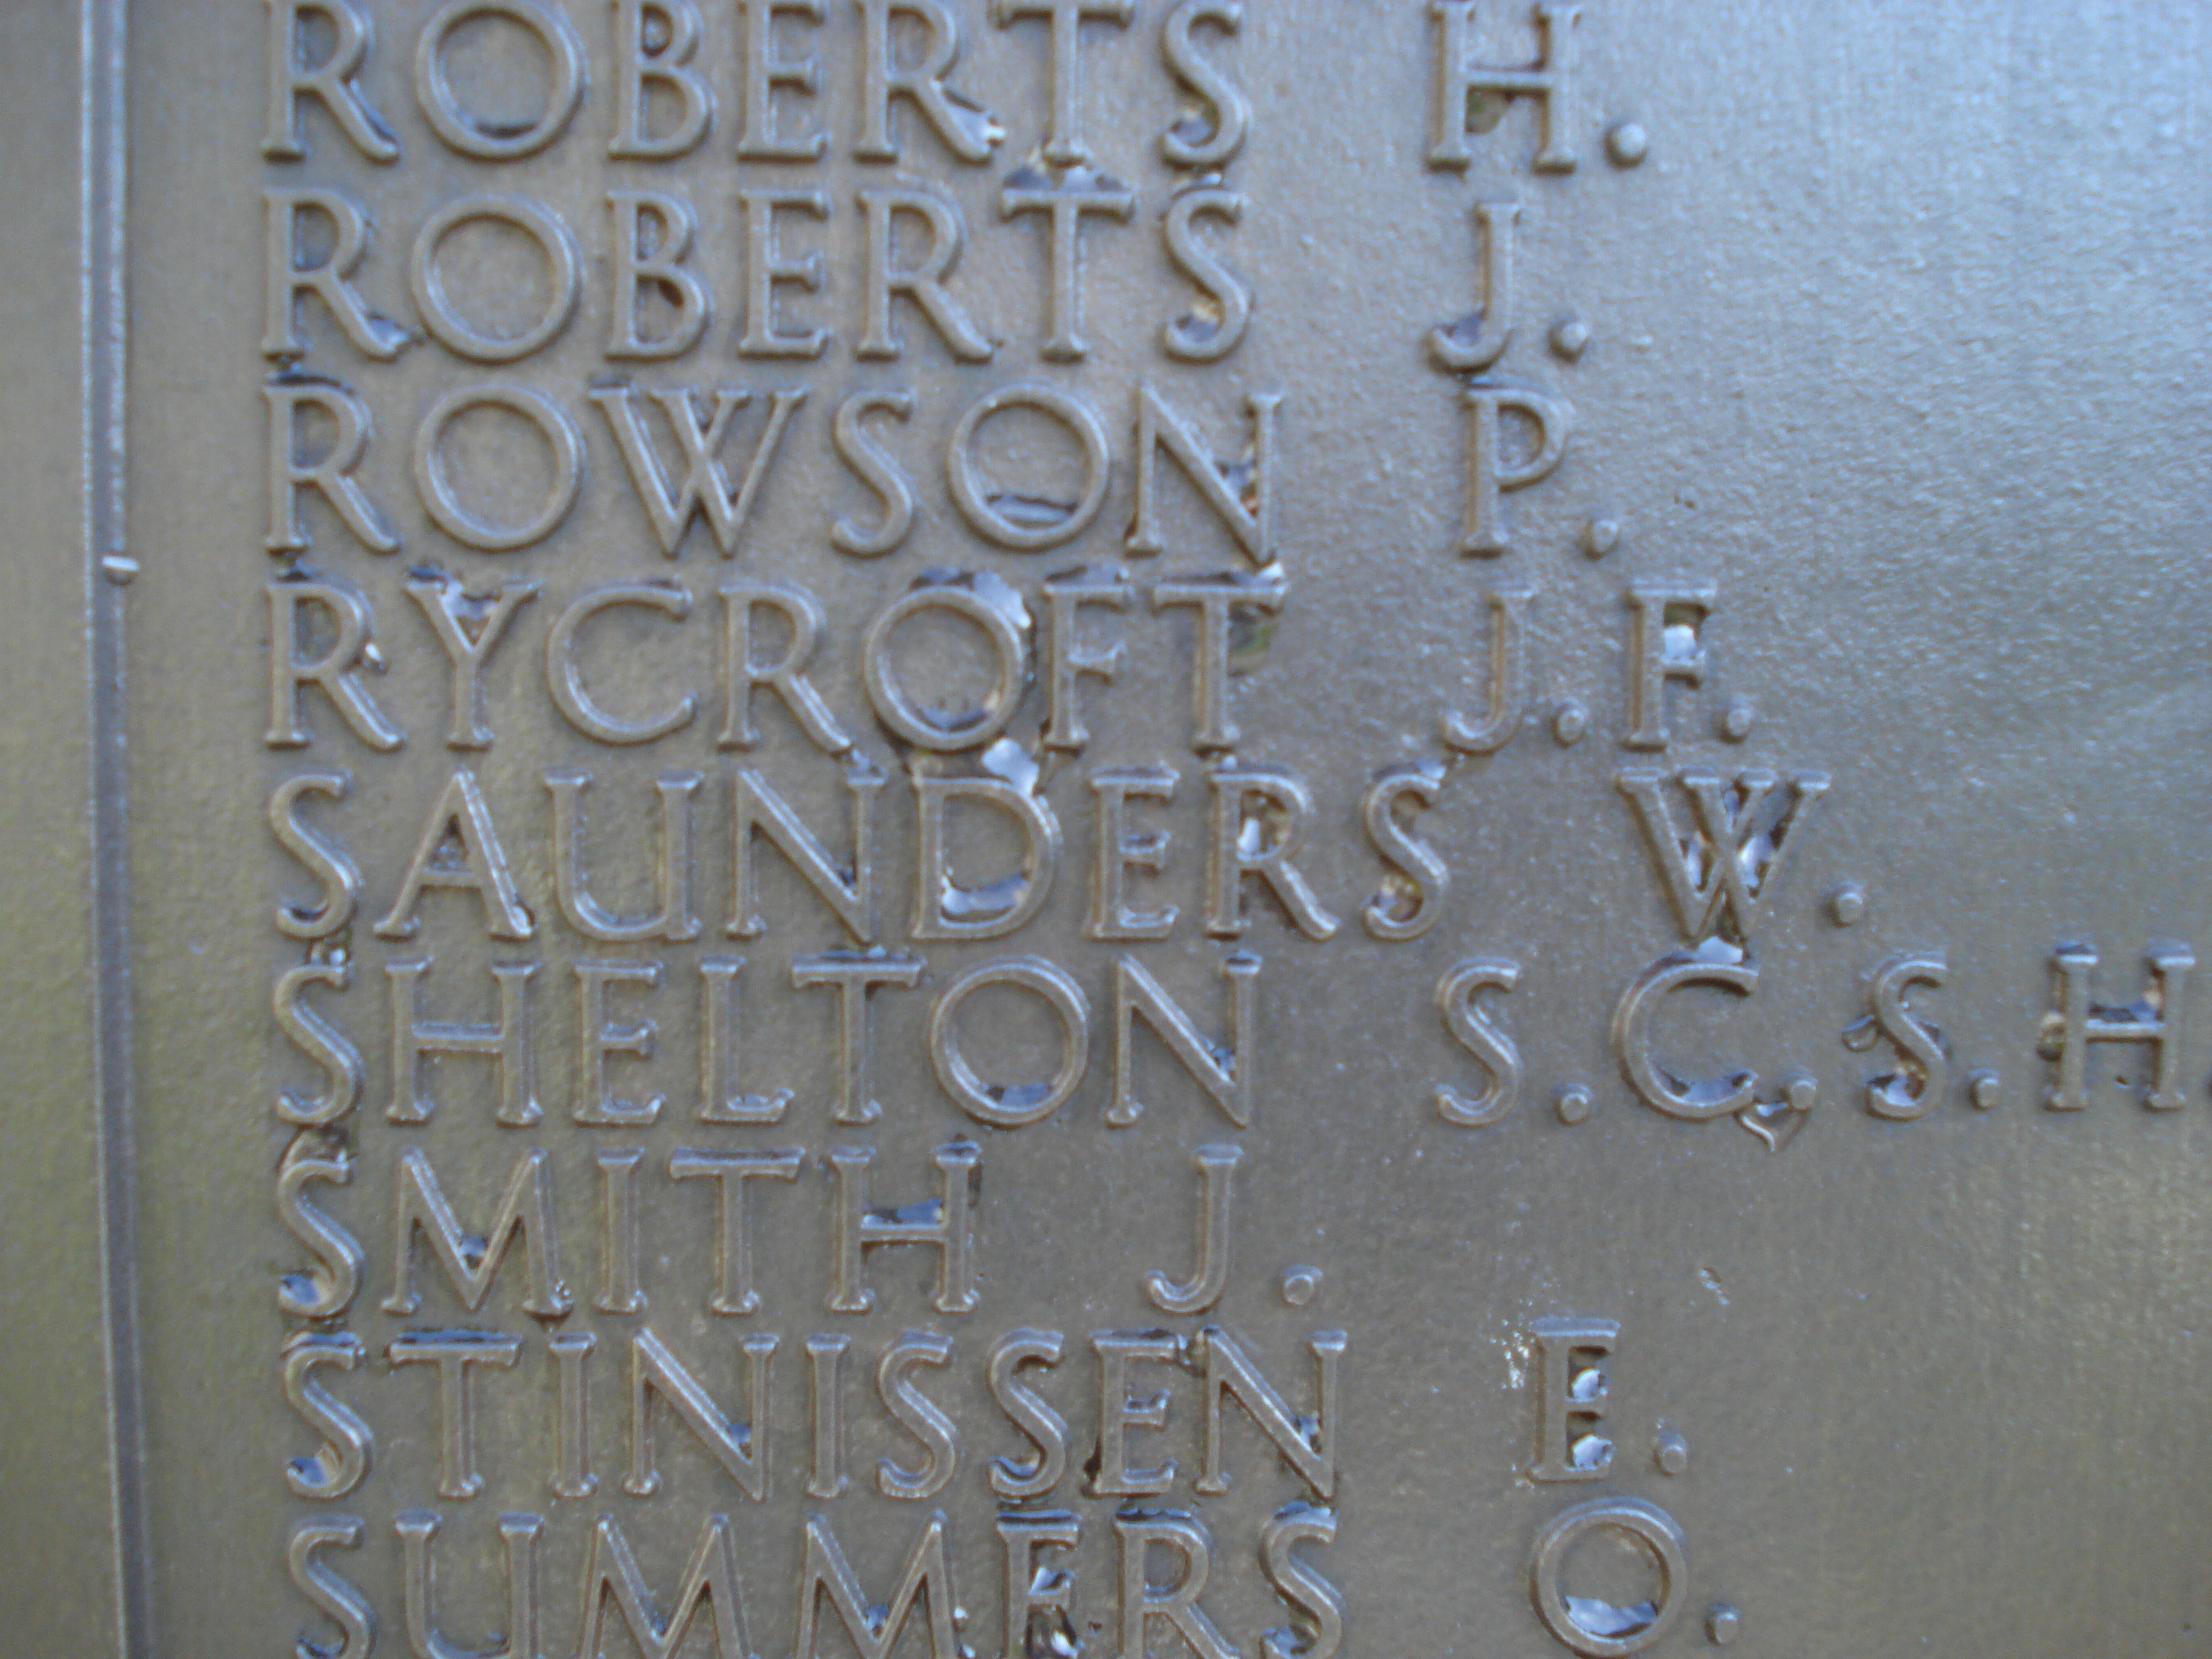 ROBERTS H.
ROBERTS J.
ROWSON P.
RYCROFT J.F.
SAUNDERS W.
SHELTON S.C.S.H.
SMITH J.
STINISSEN E.
SUMMERS O.